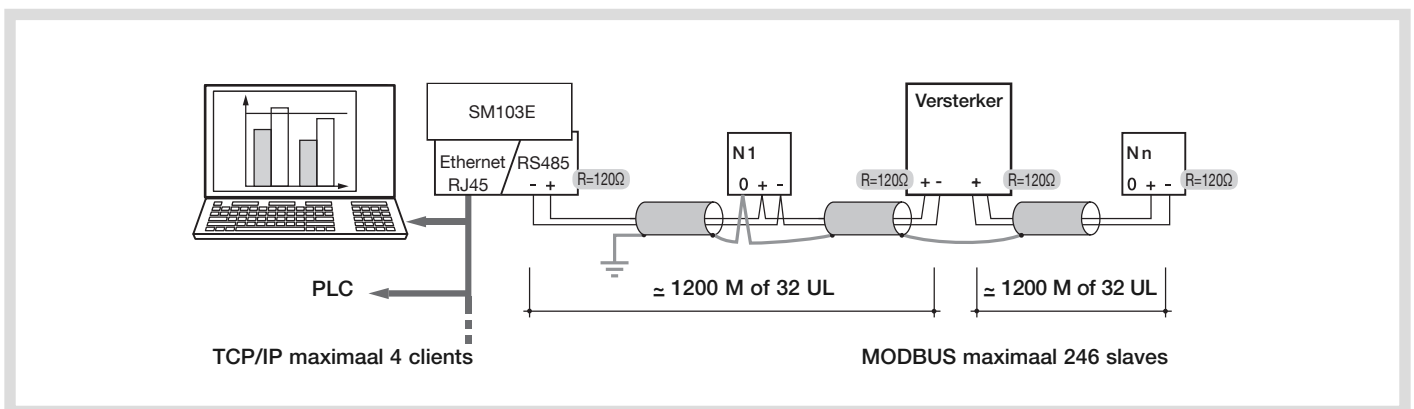 SM103E
Ethernet
RJ45
RS485
- +
R=120Ω
N1
0 + -
Versterker
R=120Ω
+ -
+
R=120Ω
Nn
0 + -
R=120Ω
PLC
≃ 1200 M of 32 UL
≃ 1200 M of 32 UL
TCP/IP maximaal 4 clients
MODBUS maximaal 246 slaves